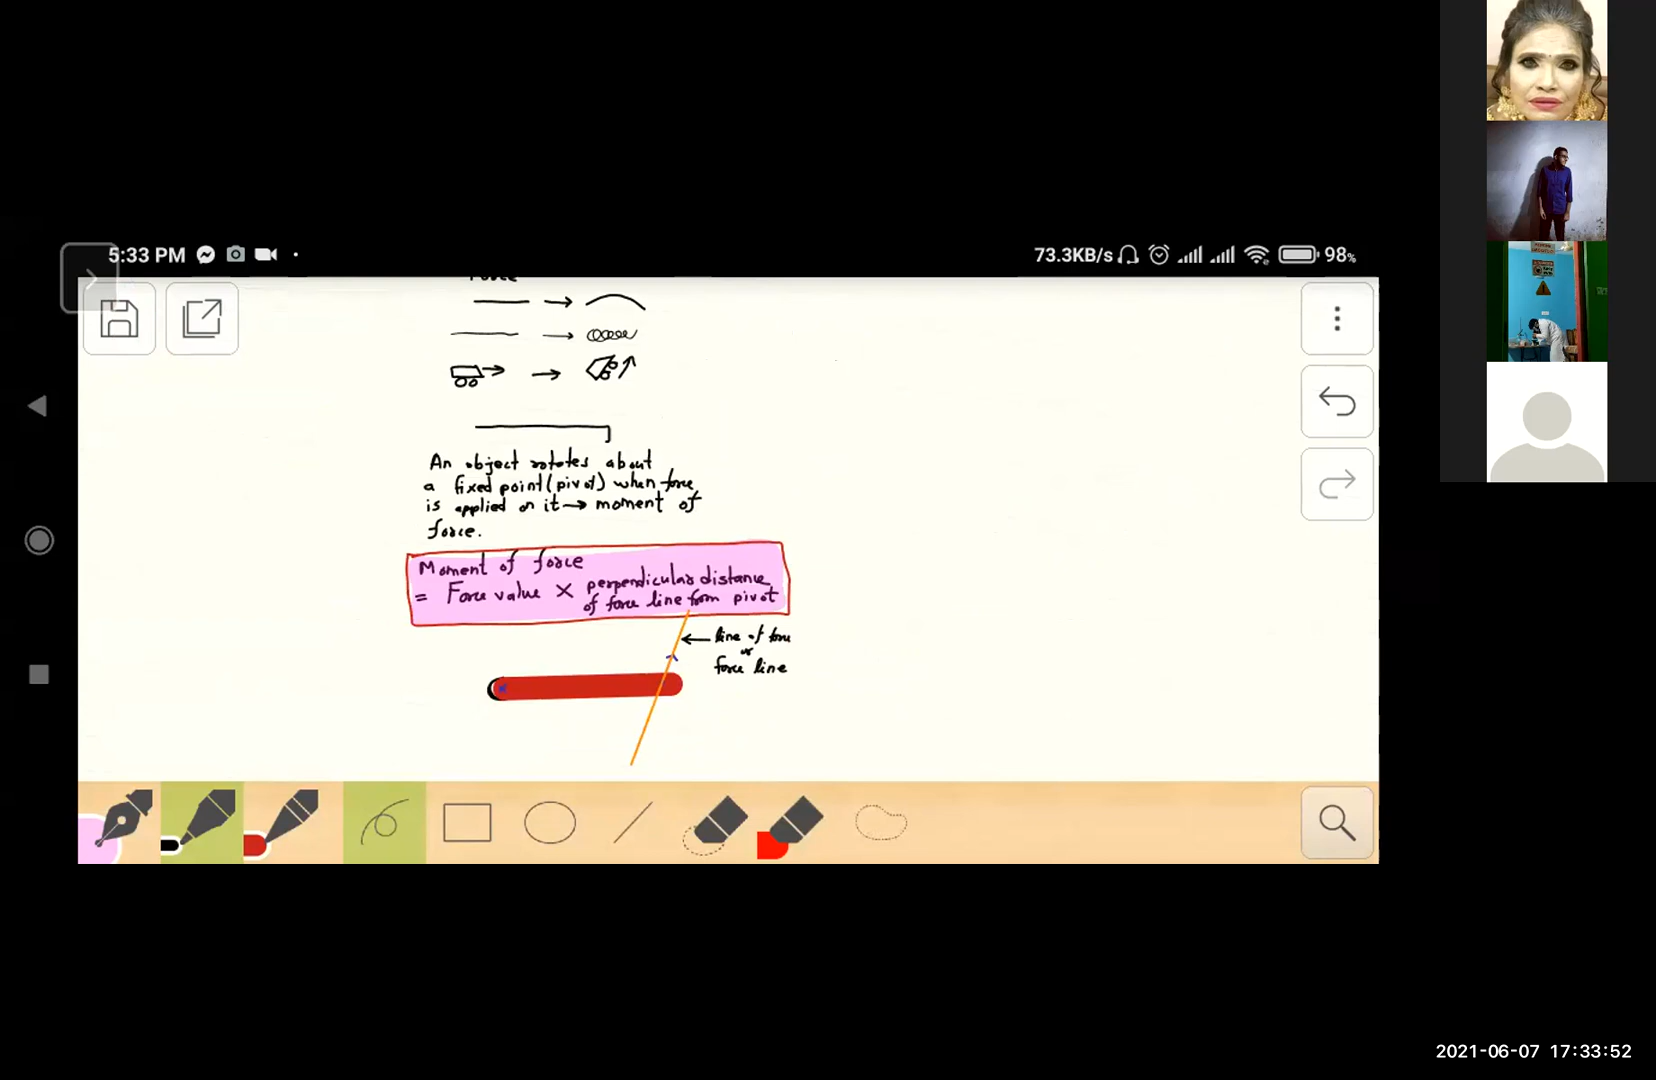 5:33 PM
73.3KB/s
98%
Force
An object rotates about
a fixed point (pivot) when force
is applied on it → moment of
force.
Moment of force
= Force value × perpendicular distance
of force line from pivot
← line of force
or
force line
2021-06-07 17:33:52